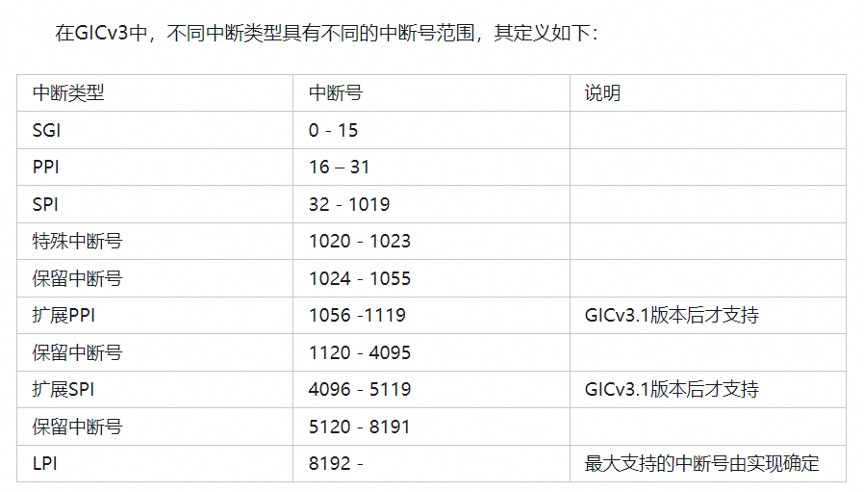 在GICv3中，不同中断类型具有不同的中断号范围，其定义如下：
中断类型 中断号 说明
SGI 0 - 15
PPI 16 – 31
SPI 32 - 1019
特殊中断号 1020 - 1023
保留中断号 1024 - 1055
扩展PPI 1056 -1119 GICv3.1版本后才支持
保留中断号 1120 - 4095
扩展SPI 4096 - 5119 GICv3.1版本后才支持
保留中断号 5120 - 8191
LPI 8192 - 最大支持的中断号由实现确定